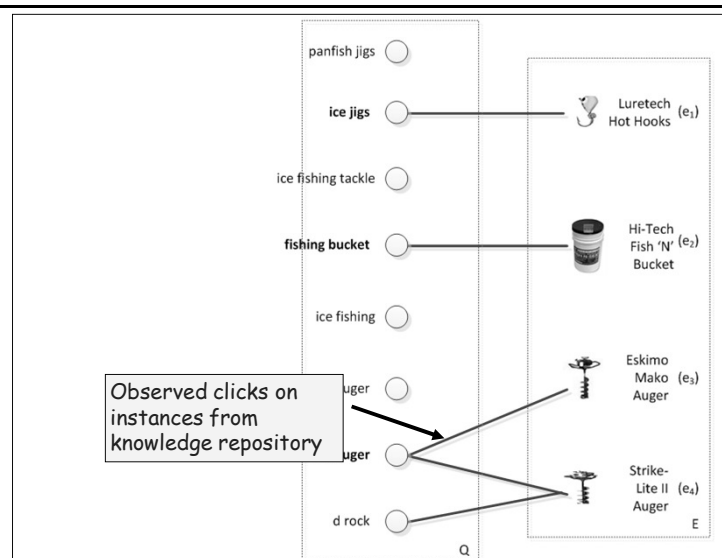 panfish jigs
ice jigs
Luretech
Hot Hooks
(e₁)
ice fishing tackle
fishing bucket
Hi-Tech
Fish ‘N’
Bucket
(e₂)
ice fishing
Observed clicks on
instances from
knowledge repository
uger
uger
Eskimo
Mako
Auger
(e₃)
d rock
Strike-
Lite II
Auger
(e₄)
Q
E